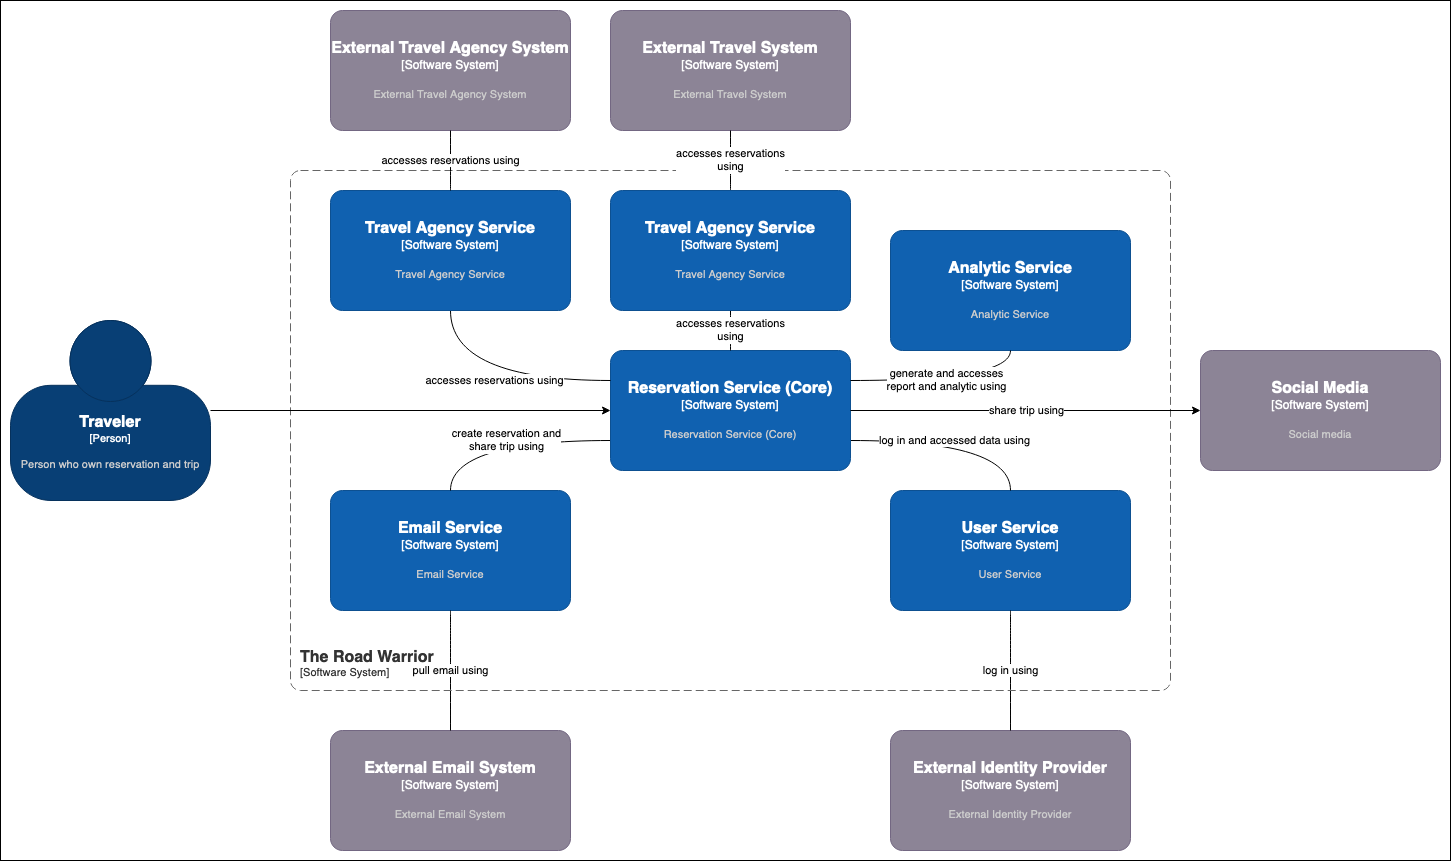 External Travel Agency System
[Software System]
External Travel Agency System
External Travel System
[Software System]
External Travel System
accesses reservations using
accesses reservations
using
Travel Agency Service
[Software System]
Travel Agency Service
Travel Agency Service
[Software System]
Travel Agency Service
Analytic Service
[Software System]
Analytic Service
accesses reservations
using
accesses reservations using
generate and accesses
report and analytic using
Traveler
[Person]
Person who own reservation and trip
Reservation Service (Core)
[Software System]
Reservation Service (Core)
share trip using
Social Media
[Software System]
Social media
create reservation and
share trip using
log in and accessed data using
Email Service
[Software System]
Email Service
User Service
[Software System]
User Service
The Road Warrior
[Software System]
pull email using
log in using
External Email System
[Software System]
External Email System
External Identity Provider
[Software System]
External Identity Provider